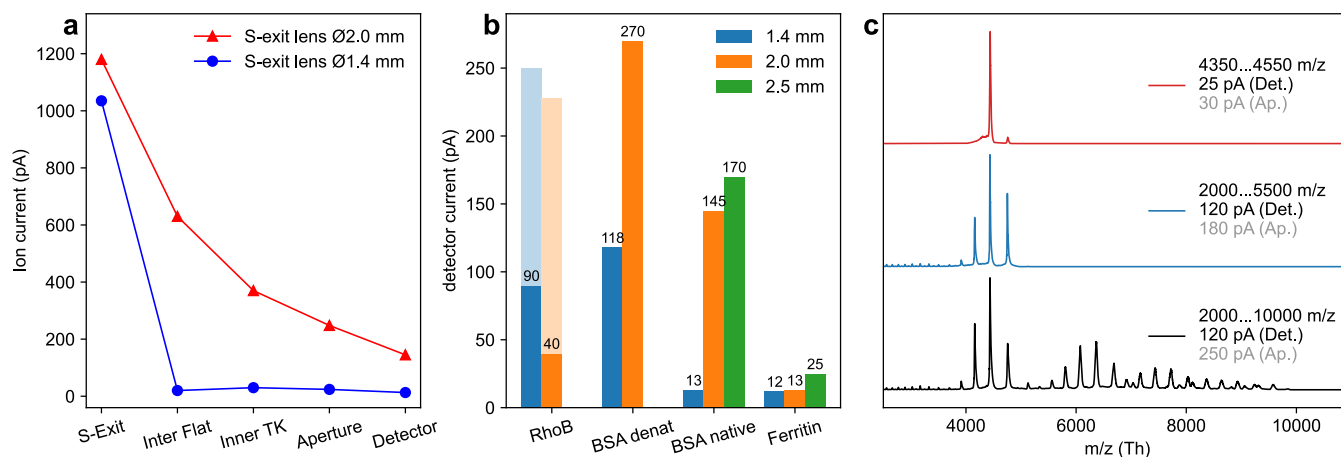 a
S-exit lens Ø2.0 mm
S-exit lens Ø1.4 mm
Ion current (pA)
1200
1000
800
600
400
200
0
S-Exit
Inter Flat
Inner TK
Aperture
Detector
b
1.4 mm
2.0 mm
2.5 mm
detector current (pA)
250
200
150
100
50
0
90
40
118
270
13
145
170
12
13
25
RhoB
BSA denat
BSA native
Ferritin
c
4350...4550 m/z
25 pA (Det.)
30 pA (Ap.)
2000...5500 m/z
120 pA (Det.)
180 pA (Ap.)
2000...10000 m/z
120 pA (Det.)
250 pA (Ap.)
4000
6000
8000
10000
m/z (Th)